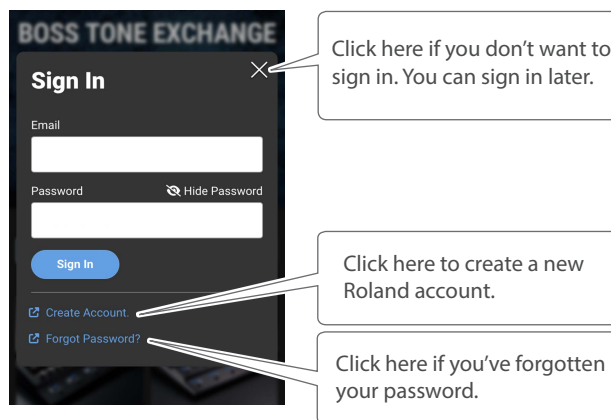 BOSS TONE EXCHANGE
Click here if you don’t want to
sign in. You can sign in later.
Sign In
Email
Password
Hide Password
Sign In
Click here to create a new
Roland account.
Create Account.
Forgot Password?
Click here if you’ve forgotten
your password.